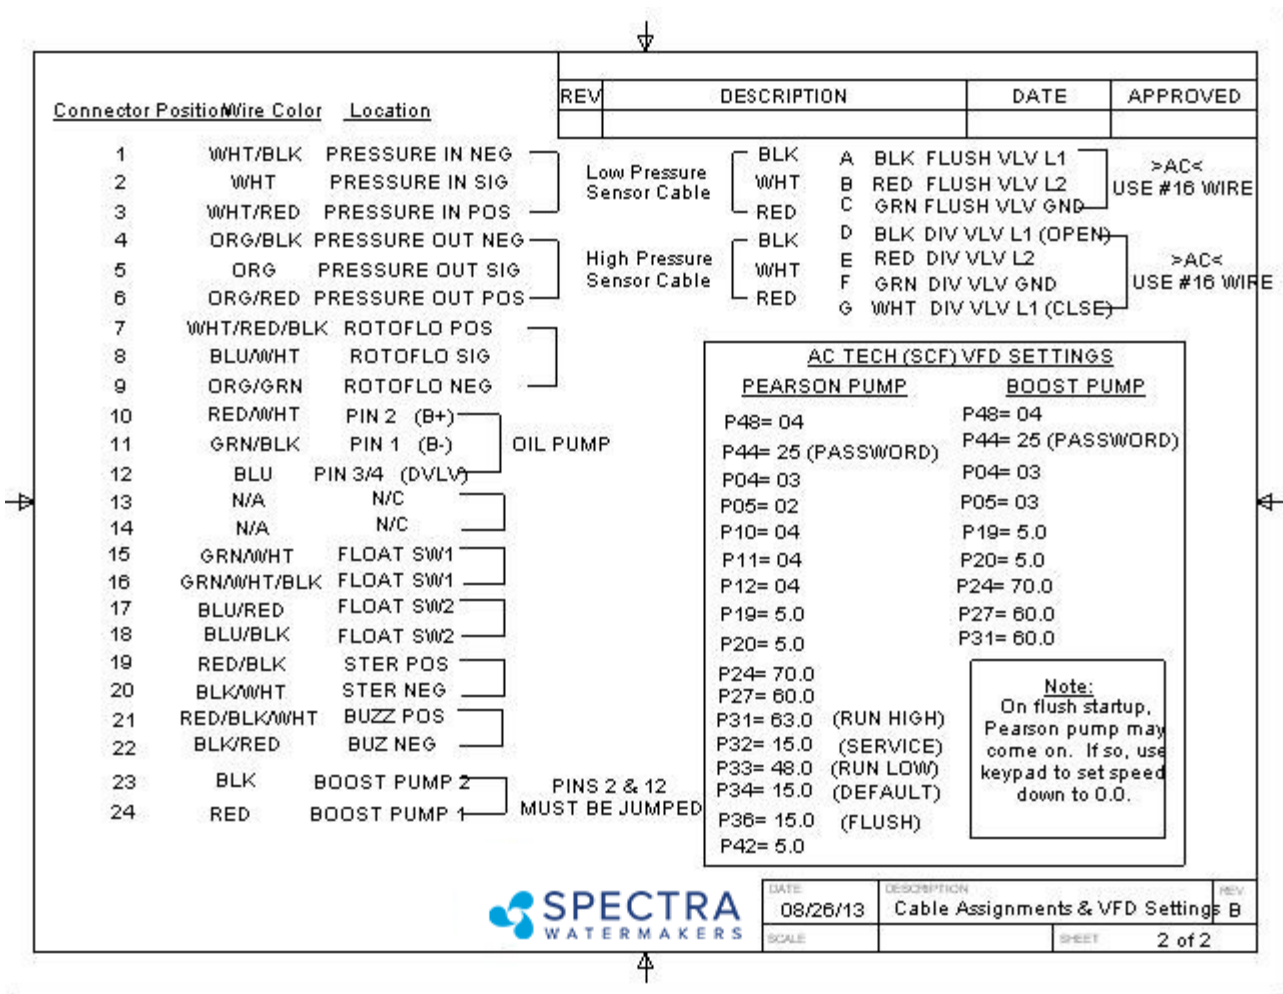 REV DESCRIPTION DATE APPROVED
Connector Position Wire Color Location
1 WHT/BLK PRESSURE IN NEG
2 WHT PRESSURE IN SIG
3 WHT/RED PRESSURE IN POS
4 ORG/BLK PRESSURE OUT NEG
5 ORG PRESSURE OUT SIG
6 ORG/RED PRESSURE OUT POS
7 WHT/RED/BLK ROTOFLO POS
8 BLU/WHT ROTOFLO SIG
9 ORG/GRN ROTOFLO NEG
10 RED/WHT PIN 2 (B+)
11 GRN/BLK PIN 1 (B-)
12 BLU PIN 3/4 (DVLV)
OIL PUMP
13 N/A N/C
14 N/A N/C
15 GRN/WHT FLOAT SW1
16 GRN/WHT/BLK FLOAT SW1
17 BLU/RED FLOAT SW2
18 BLU/BLK FLOAT SW2
19 RED/BLK STER POS
20 BLK/WHT STER NEG
21 RED/BLK/WHT BUZZ POS
22 BLK/RED BUZ NEG
23 BLK BOOST PUMP 2
24 RED BOOST PUMP 1
PINS 2 & 12
MUST BE JUMPED
Low Pressure
Sensor Cable
BLK
WHT
RED
High Pressure
Sensor Cable
BLK
WHT
RED
A BLK FLUSH VLV L1
B RED FLUSH VLV L2
C GRN FLUSH VLV GND
>AC<
USE #16 WIRE
D BLK DIV VLV L1 (OPEN)
E RED DIV VLV L2
F GRN DIV VLV GND
G WHT DIV VLV L1 (CLSE)
>AC<
USE #16 WIRE
AC TECH (SCF) VFD SETTINGS
PEARSON PUMP
P48= 04
P44= 25 (PASSWORD)
P04= 03
P05= 02
P10= 04
P11= 04
P12= 04
P19= 5.0
P20= 5.0
P24= 70.0
P27= 60.0
P31= 63.0 (RUN HIGH)
P32= 15.0 (SERVICE)
P33= 48.0 (RUN LOW)
P34= 15.0 (DEFAULT)
P36= 15.0 (FLUSH)
P42= 5.0
BOOST PUMP
P48= 04
P44= 25 (PASSWORD)
P04= 03
P05= 03
P19= 5.0
P20= 5.0
P24= 70.0
P27= 60.0
P31= 60.0
Note:
On flush startup,
Pearson pump may
come on. If so, use
keypad to set speed
down to 0.0.
SPECTRA
WATERMAKERS
DATE DESCRIPTION REV
08/26/13 Cable Assignments & VFD Settings B
SCALE SHEET 2 of 2